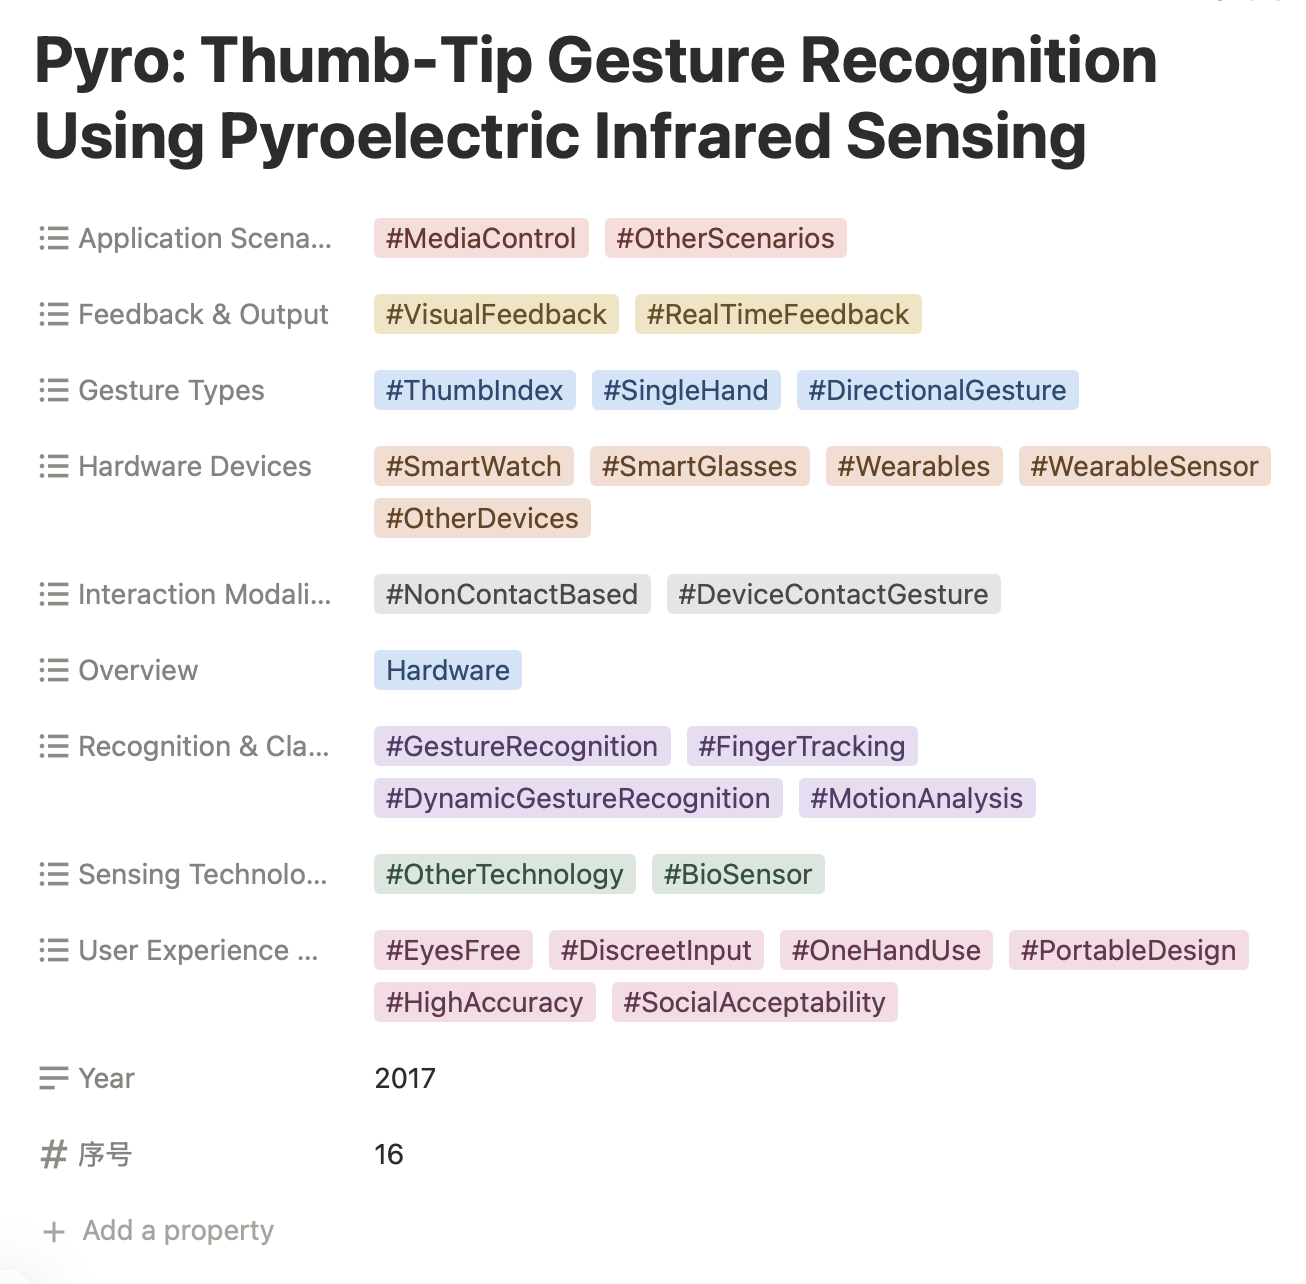 Pyro: Thumb-Tip Gesture Recognition
Using Pyroelectric Infrared Sensing
Application Scena... #MediaControl #OtherScenarios
Feedback & Output #VisualFeedback #RealTimeFeedback
Gesture Types #ThumbIndex #SingleHand #DirectionalGesture
Hardware Devices #SmartWatch #SmartGlasses #Wearables #WearableSensor
#OtherDevices
Interaction Modali... #NonContactBased #DeviceContactGesture
Overview Hardware
Recognition & Cla... #GestureRecognition #FingerTracking
#DynamicGestureRecognition #MotionAnalysis
Sensing Technolo... #OtherTechnology #BioSensor
User Experience ... #EyesFree #DiscreetInput #OneHandUse #PortableDesign
#HighAccuracy #SocialAcceptability
Year 2017
# 序号 16
+ Add a property